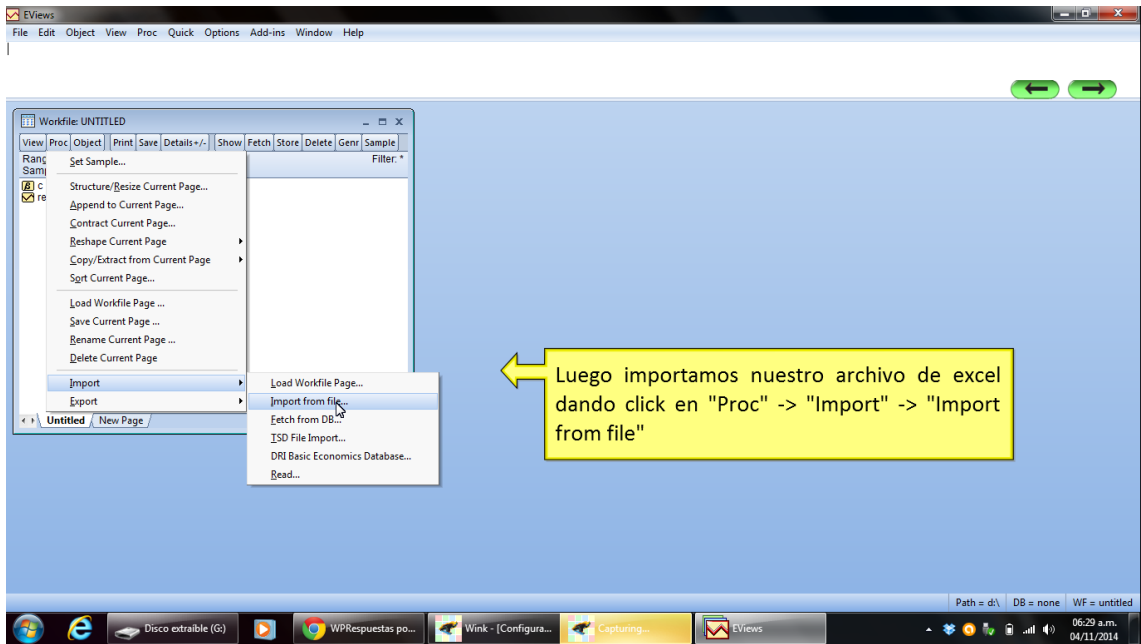 EViews
File Edit Object View Proc Quick Options Add-ins Window Help
Workfile: UNTITLED
View Proc Object Print Save Details+/- Show Fetch Store Delete Genr Sample
Filter: *
c
Set Sample...
Structure/Resize Current Page...
Append to Current Page...
Contract Current Page...
Reshape Current Page
Copy/Extract from Current Page
Sort Current Page...
Load Workfile Page ...
Save Current Page ...
Rename Current Page ...
Delete Current Page
Import
Export
Load Workfile Page...
Import from file...
Fetch from DB...
TSD File Import...
DRI Basic Economics Database...
Read...
Untitled New Page
Luego importamos nuestro archivo de excel
dando click en "Proc" -> "Import" -> "Import
from file"
Path = d:\ DB = none WF = untitled
Disco extraible (G:) WPRespuestas po... Wink - [Configura... Capturing... EViews
06:29 a.m.
04/11/2014